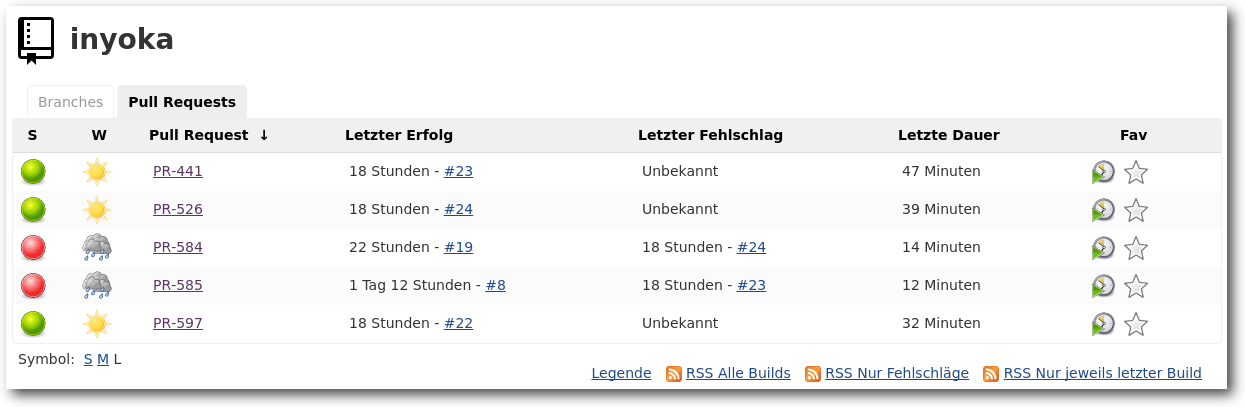 inyoka
Branches Pull Requests
S W Pull Request ↓ Letzter Erfolg Letzter Fehlschlag Letzte Dauer Fav
PR-441 18 Stunden - #23 Unbekannt 47 Minuten
PR-526 18 Stunden - #24 Unbekannt 39 Minuten
PR-584 22 Stunden - #19 18 Stunden - #24 14 Minuten
PR-585 1 Tag 12 Stunden - #8 18 Stunden - #23 12 Minuten
PR-597 18 Stunden - #22 Unbekannt 32 Minuten
Symbol: S M L
Legende RSS Alle Builds RSS Nur Fehlschläge RSS Nur jeweils letzter Build